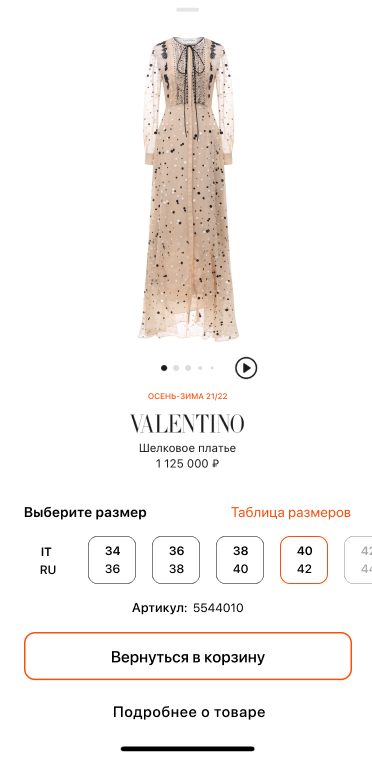 ОСЕНЬ-ЗИМА 21/22
VALENTINO
Шелковое платье
1 125 000 ₽
Выберите размер Таблица размеров
IT 34 36 38 40 42
RU 36 38 40 42 44
Артикул: 5544010
Вернуться в корзину
Подробнее о товаре